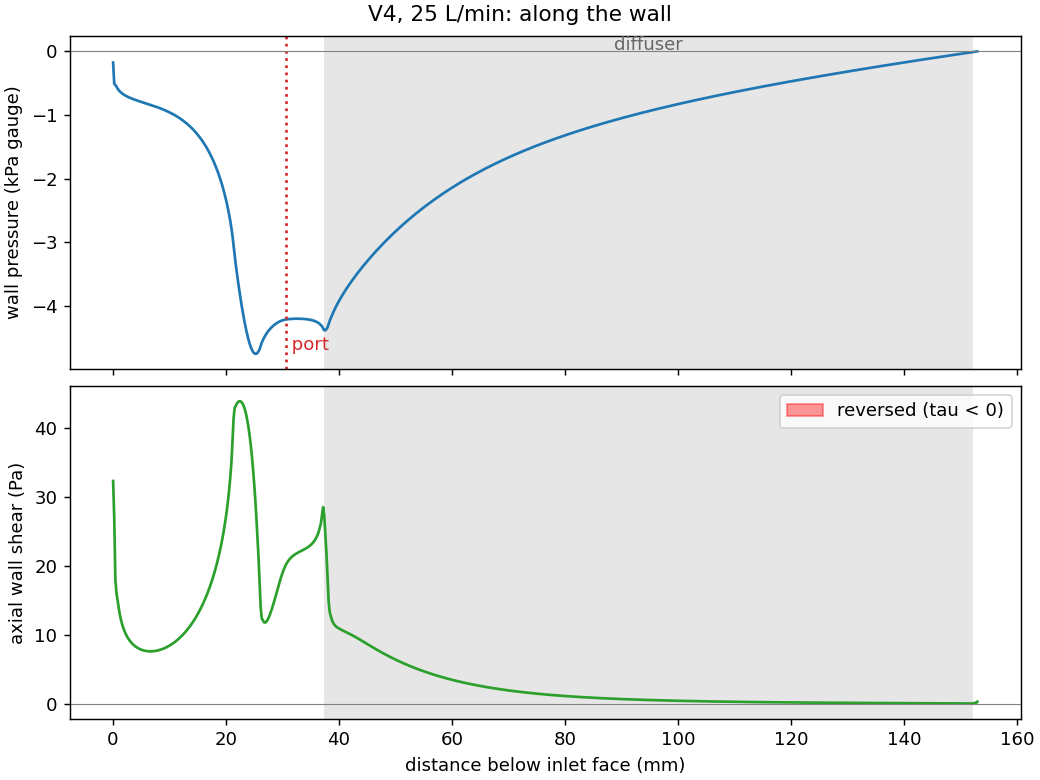 V4, 25 L/min: along the wall
diffuser
wall pressure (kPa gauge)
0
−1
−2
−3
−4
port
reversed (tau < 0)
axial wall shear (Pa)
40
30
20
10
0
0 20 40 60 80 100 120 140 160
distance below inlet face (mm)